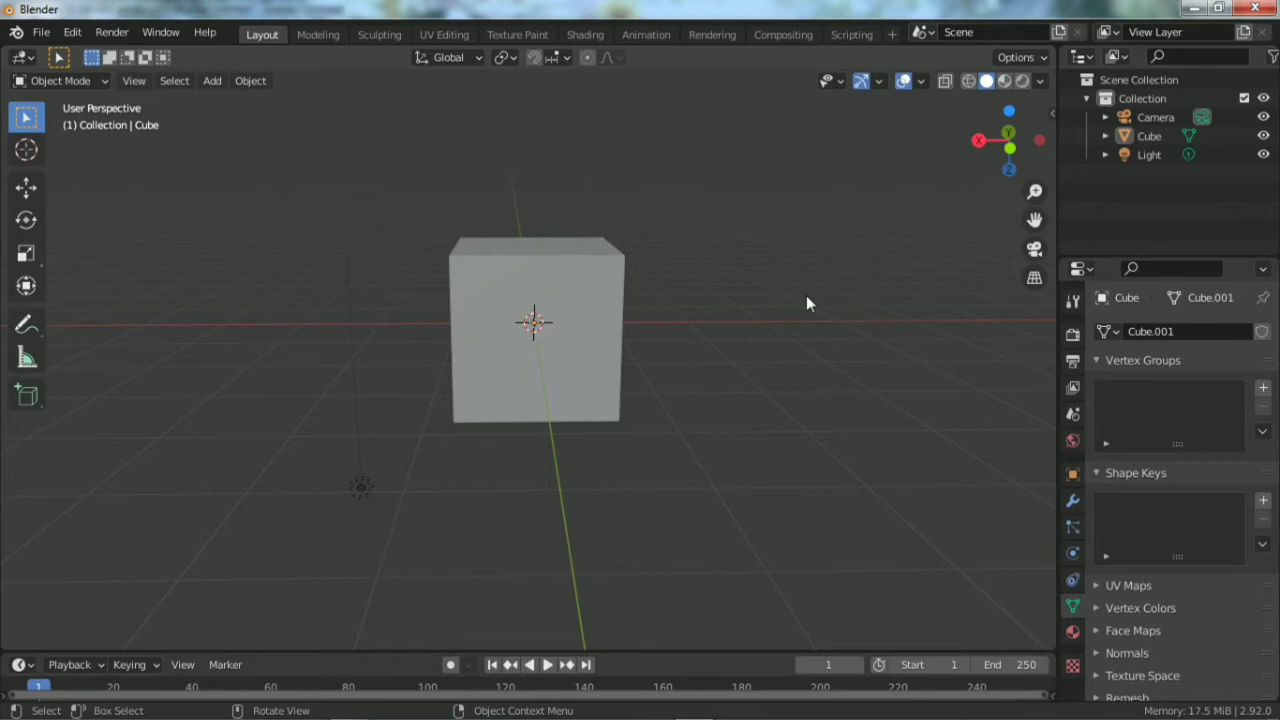 Blender
File Edit Render Window Help Layout Modeling Sculpting UV Editing Texture Paint Shading Animation Rendering Compositing Scripting + Scene View Layer
Global Options
Object Mode View Select Add Object
User Perspective
(1) Collection | Cube
X
Y
Z
Scene Collection
Collection
Camera
Cube
Light
Cube Cube.001
Cube.001
Vertex Groups
Shape Keys
UV Maps
Vertex Colors
Face Maps
Normals
Texture Space
Remesh
Playback Keying View Marker 1 Start 1 End 250
1 20 40 60 80 100 120 140 160 180 200 220 240
Select Box Select Rotate View Object Context Menu Memory: 17.5 MiB | 2.92.0